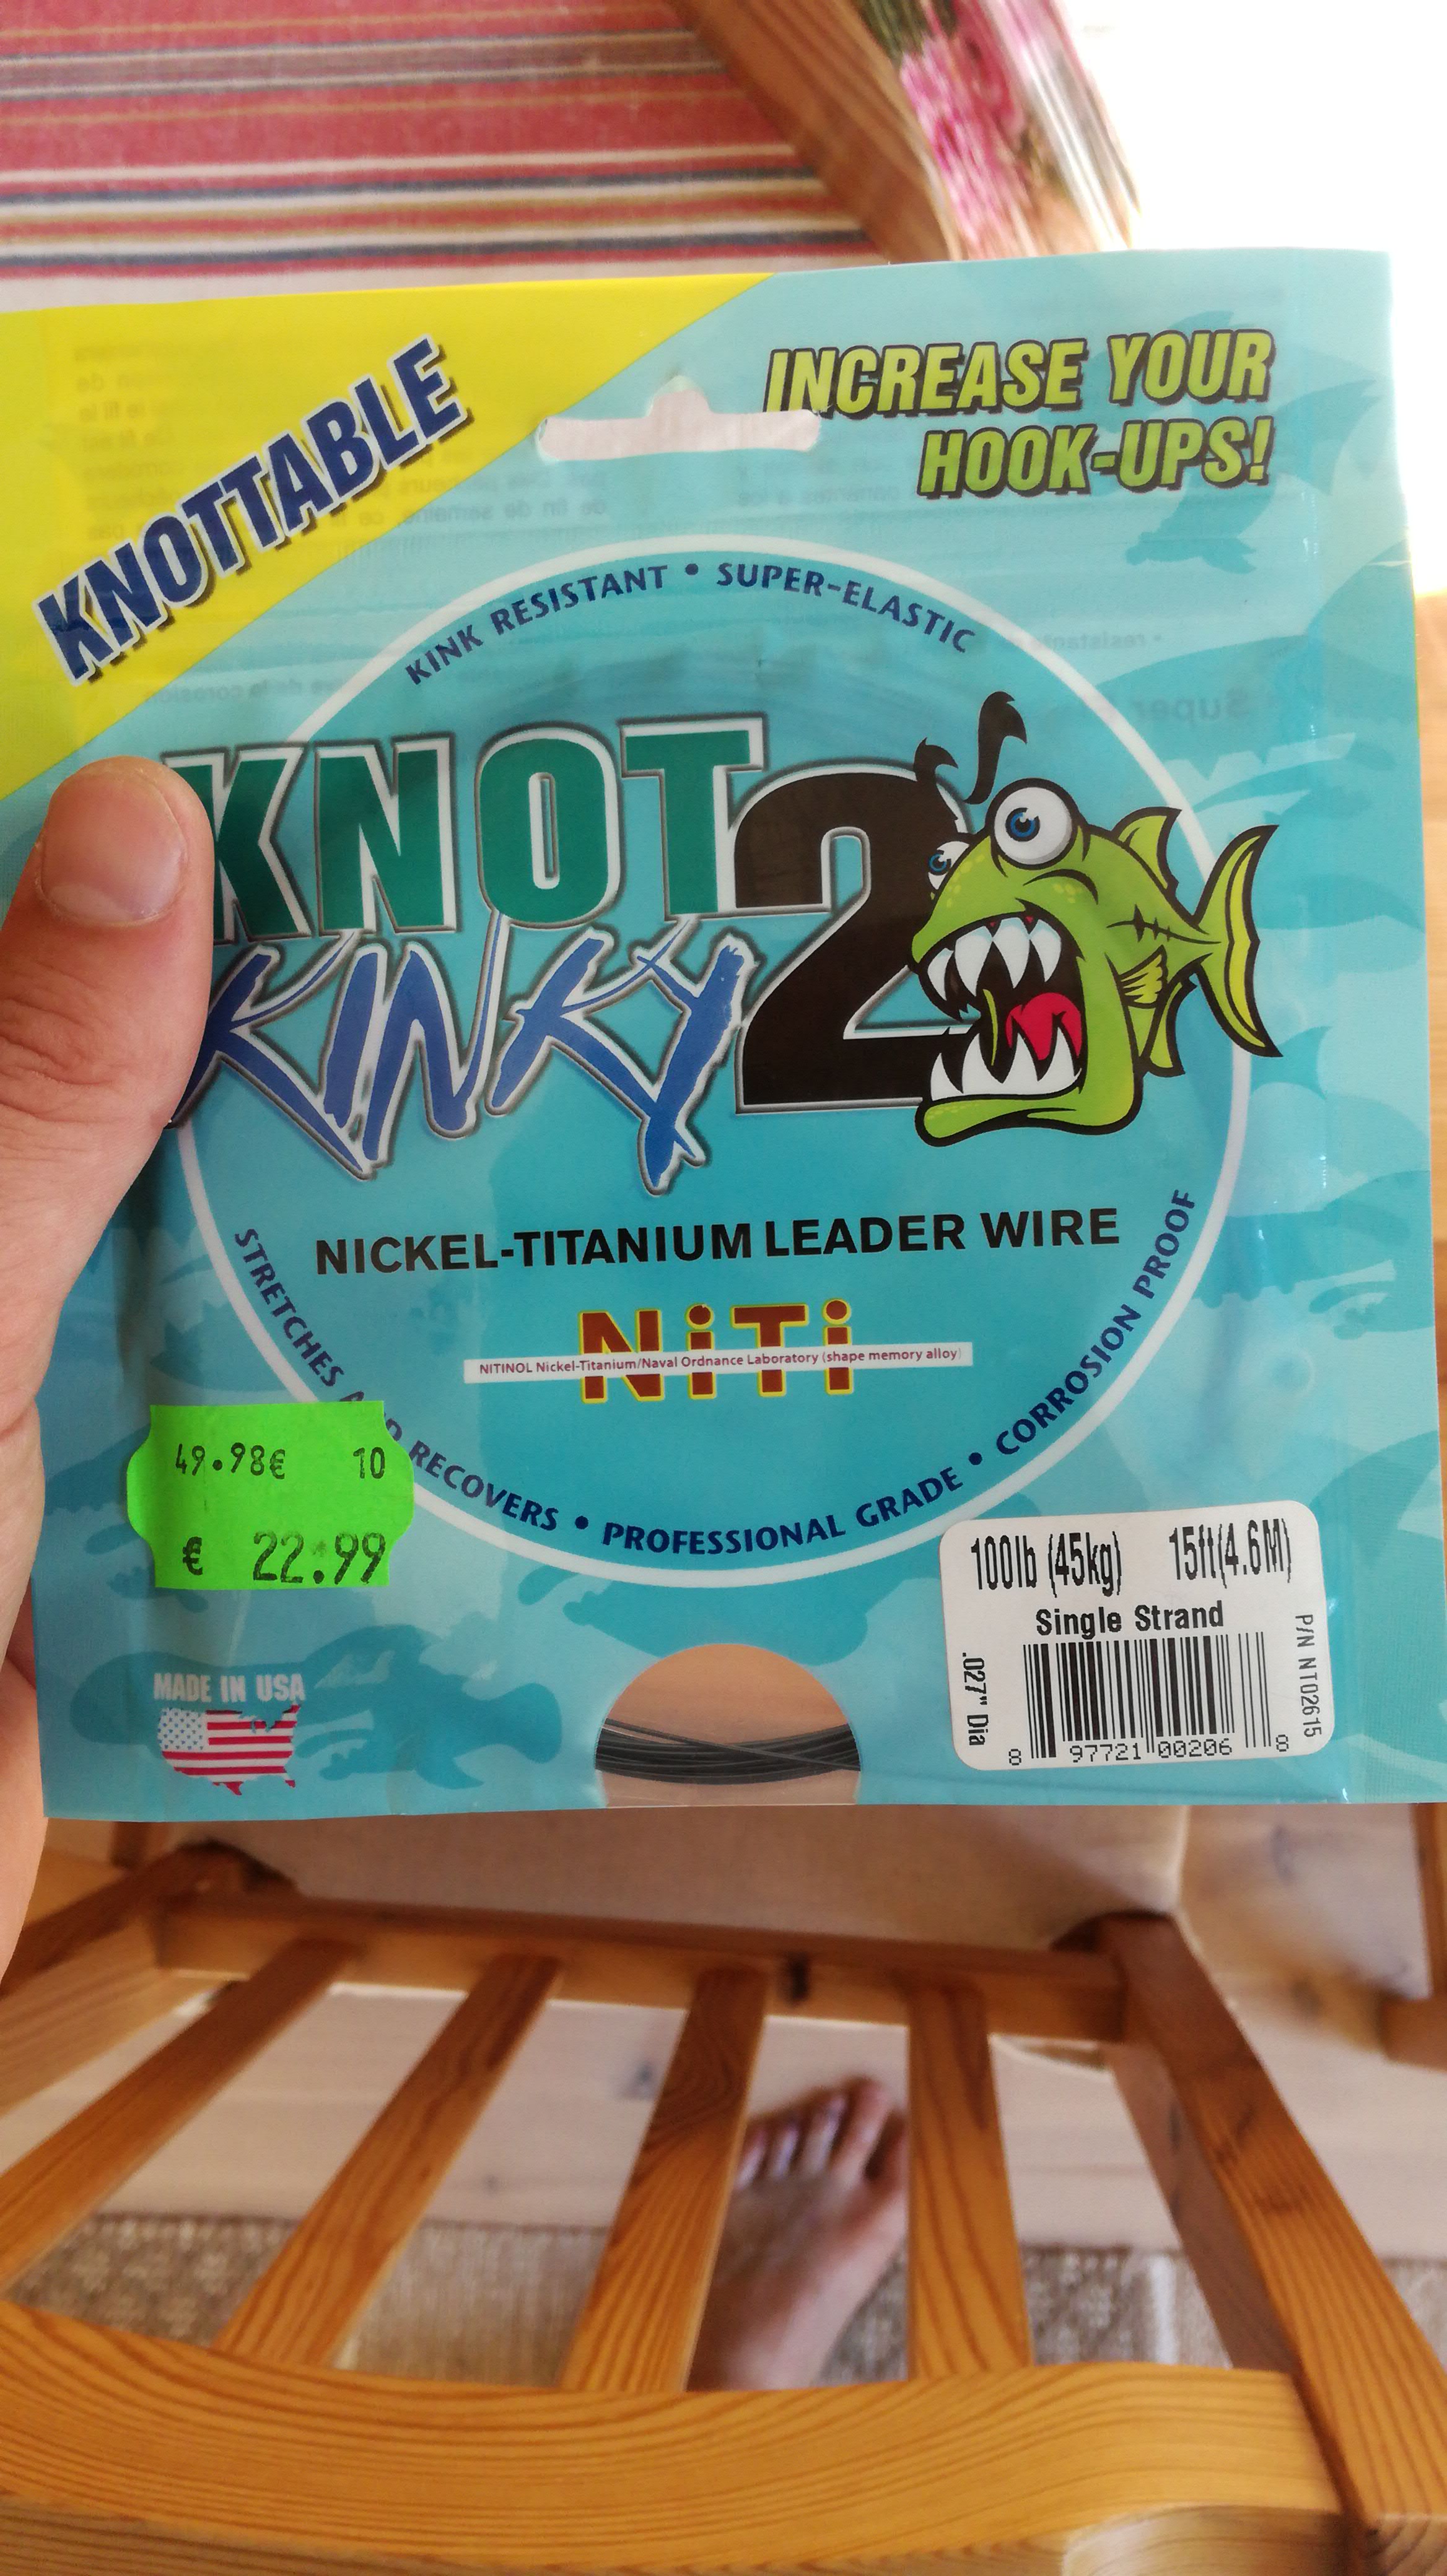 KNOTTABLE
INCREASE YOUR
HOOK-UPS!
KINK RESISTANT • SUPER-ELASTIC
KNOT
KINKY
2
NICKEL-TITANIUM LEADER WIRE
NiTi
NITINOL Nickel-Titanium/Naval Ordnance Laboratory (shape memory alloy)
STRETCHES RECOVERS • PROFESSIONAL GRADE • CORROSION PROOF
49.98€ 10
€ 22.99
MADE IN USA
100lb (45kg) 15ft(4.6M)
Single Strand
.027" Dia
P/N NT02615
8 97721 00206 8